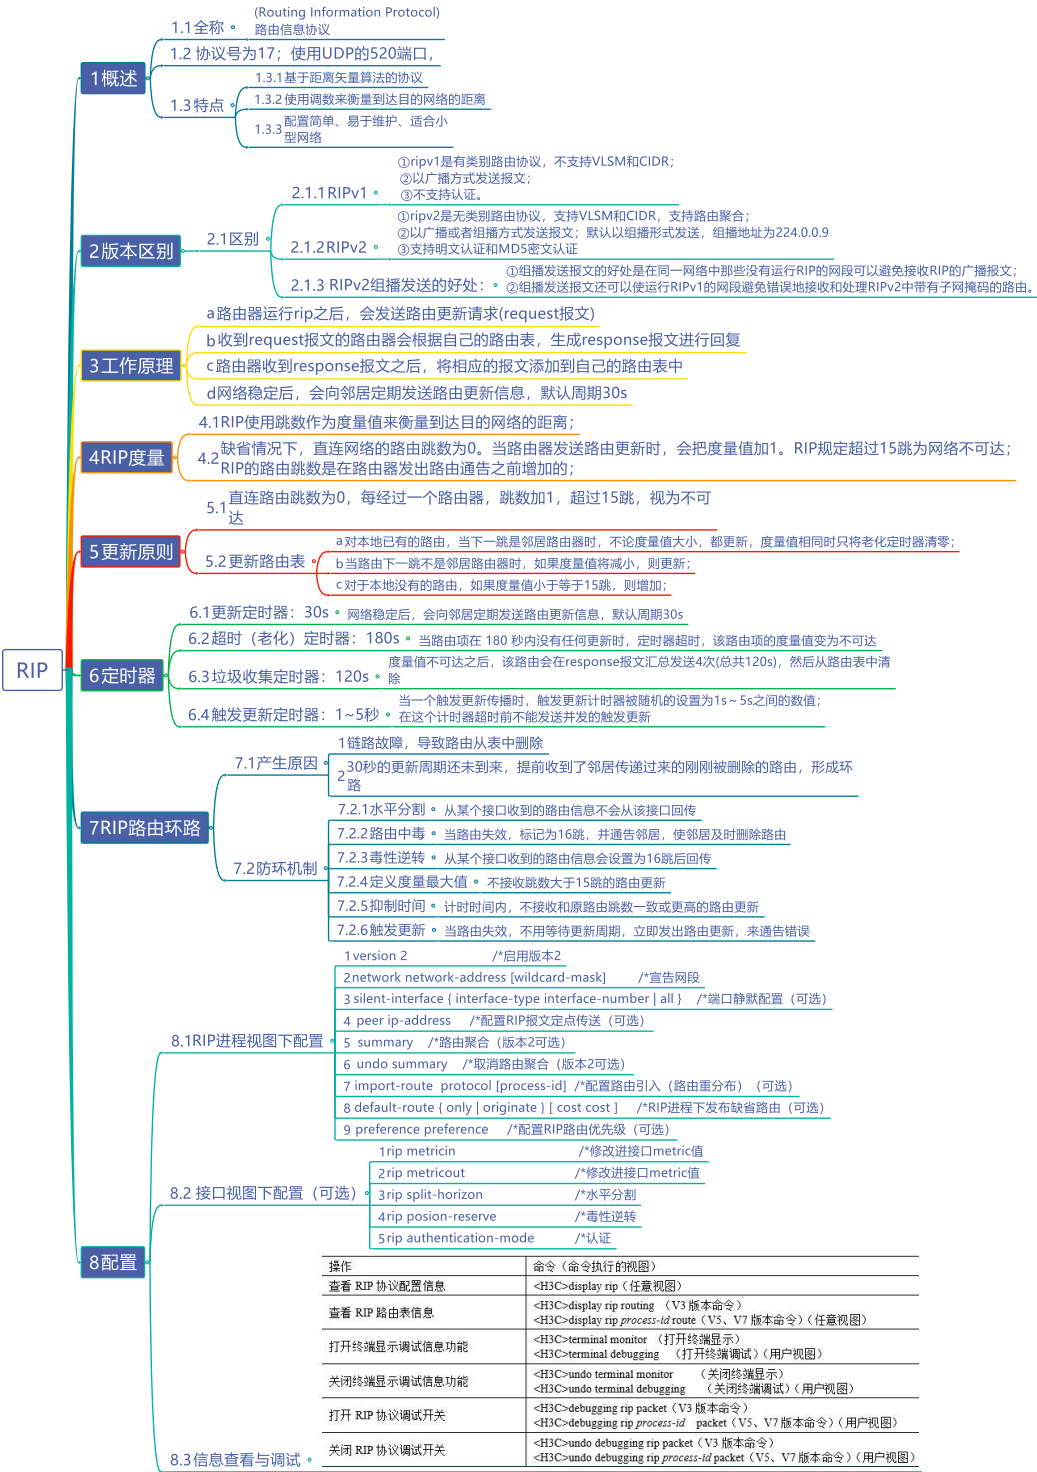 RIP
1概述
1.1全称
(Routing Information Protocol)
路由信息协议
1.2 协议号为17；使用UDP的520端口，
1.3特点
1.3.1基于距离矢量算法的协议
1.3.2 使用调数来衡量到达目的网络的距离
1.3.3 配置简单、易于维护、适合小
型网络
2版本区别
2.1区别
2.1.1RIPv1
①ripv1是有类别路由协议，不支持VLSM和CIDR；
②以广播方式发送报文；
③不支持认证。
2.1.2RIPv2
①ripv2是无类别路由协议，支持VLSM和CIDR，支持路由聚合；
②以广播或者组播方式发送报文；默认以组播形式发送，组播地址为224.0.0.9
③支持明文认证和MD5密文认证
2.1.3 RIPv2组播发送的好处：
①组播发送报文的好处是在同一网络中那些没有运行RIP的网段可以避免接收RIP的广播报文；
②组播发送报文还可以使运行RIPv1的网段避免错误地接收和处理RIPv2中带有子网掩码的路由。
3工作原理
a路由器运行rip之后，会发送路由更新请求(request报文)
b收到request报文的路由器会根据自己的路由表，生成response报文进行回复
c路由器收到response报文之后，将相应的报文添加到自己的路由表中
d网络稳定后，会向邻居定期发送路由更新信息，默认周期30s
4RIP度量
4.1RIP使用跳数作为度量值来衡量到达目的网络的距离；
4.2 缺省情况下，直连网络的路由跳数为0。当路由器发送路由更新时，会把度量值加1。RIP规定超过15跳为网络不可达；
RIP的路由跳数是在路由器发出路由通告之前增加的；
5更新原则
5.1 直连路由跳数为0，每经过一个路由器，跳数加1，超过15跳，视为不可
达
5.2更新路由表
a对本地已有的路由，当下一跳是邻居路由器时，不论度量值大小，都更新，度量值相同时只将老化定时器清零；
b当路由下一跳不是邻居路由器时，如果度量值将减小，则更新；
c对于本地没有的路由，如果度量值小于等于15跳，则增加；
6定时器
6.1更新定时器：30s
网络稳定后，会向邻居定期发送路由更新信息，默认周期30s
6.2超时（老化）定时器：180s
当路由项在 180 秒内没有任何更新时，定时器超时，该路由项的度量值变为不可达
6.3垃圾收集定时器：120s
度量值不可达之后，该路由会在response报文汇总发送4次(总共120s)，然后从路由表中清
除
6.4触发更新定时器：1~5秒
当一个触发更新传播时，触发更新计时器被随机的设置为1s～5s之间的数值；
在这个计时器超时前不能发送并发的触发更新
7RIP路由环路
7.1产生原因
1链路故障，导致路由从表中删除
2 30秒的更新周期还未到来，提前收到了邻居传递过来的刚刚被删除的路由，形成环
路
7.2防环机制
7.2.1水平分割 从某个接口收到的路由信息不会从该接口回传
7.2.2路由中毒 当路由失效，标记为16跳，并通告邻居，使邻居及时删除路由
7.2.3毒性逆转 从某个接口收到的路由信息会设置为16跳后回传
7.2.4定义度量最大值 不接收跳数大于15跳的路由更新
7.2.5抑制时间 计时时间内，不接收和原路由跳数一致或更高的路由更新
7.2.6触发更新 当路由失效，不用等待更新周期，立即发出路由更新，来通告错误
8配置
8.1RIP进程视图下配置
1version 2 /*启用版本2
2network network-address [wildcard-mask] /*宣告网段
3 silent-interface { interface-type interface-number | all } /*端口静默配置（可选）
4 peer ip-address /*配置RIP报文定点传送（可选）
5 summary /*路由聚合（版本2可选）
6 undo summary /*取消路由聚合（版本2可选）
7 import-route protocol [process-id] /*配置路由引入（路由重分布）（可选）
8 default-route { only | originate } [ cost cost ] /*RIP进程下发布缺省路由（可选）
9 preference preference /*配置RIP路由优先级（可选）
8.2 接口视图下配置（可选）
1rip metricin /*修改进接口metric值
2rip metricout /*修改进接口metric值
3rip split-horizon /*水平分割
4rip posion-reserve /*毒性逆转
5rip authentication-mode /*认证
8.3信息查看与调试
操作 命令（命令执行的视图）
查看 RIP 协议配置信息 <H3C>display rip（任意视图）
查看 RIP 路由表信息
<H3C>display rip routing （V3 版本命令）
<H3C>display rip process-id route（V5、V7 版本命令）（任意视图）
打开终端显示调试信息功能
<H3C>terminal monitor （打开终端显示）
<H3C>terminal debugging （打开终端调试）（用户视图）
关闭终端显示调试信息功能
<H3C>undo terminal monitor （关闭终端显示）
<H3C>undo terminal debugging （关闭终端调试）（用户视图）
打开 RIP 协议调试开关
<H3C>debugging rip packet（V3 版本命令）
<H3C>debugging rip process-id packet（V5、V7 版本命令）（用户视图）
关闭 RIP 协议调试开关
<H3C>undo debugging rip packet（V3 版本命令）
<H3C>undo debugging rip process-id packet（V5、V7 版本命令）（用户视图）